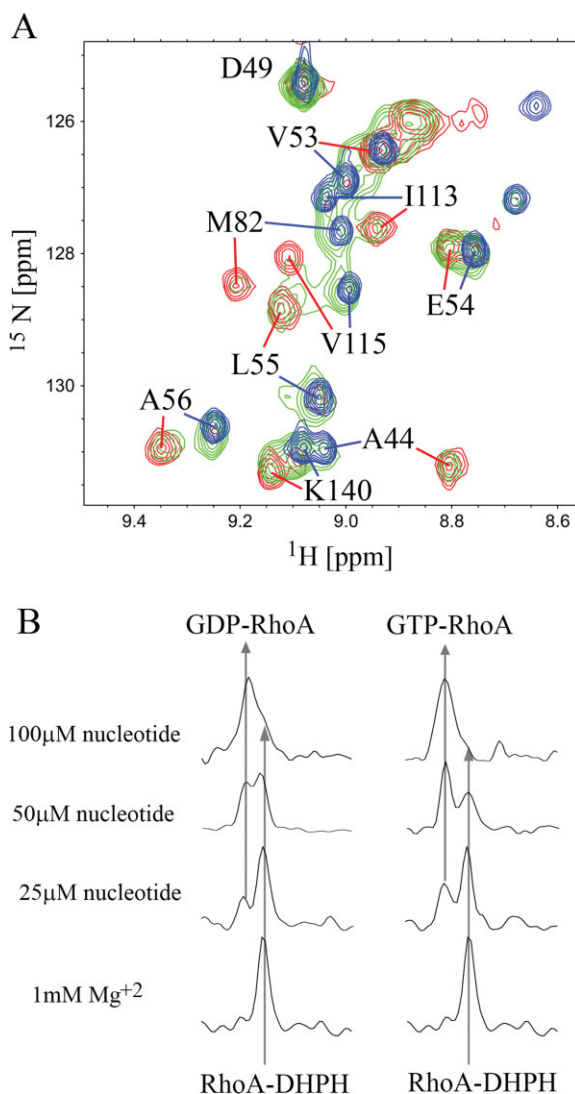 A
D49
V53
I113
M82
E54
V115
L55
A56
A44
K140
126
128
130
15 N [ppm]
9.4 9.2 9.0 8.8 8.6
1H [ppm]
B
GDP-RhoA GTP-RhoA
100μM nucleotide
50μM nucleotide
25μM nucleotide
1mM Mg+2
RhoA-DHPH RhoA-DHPH